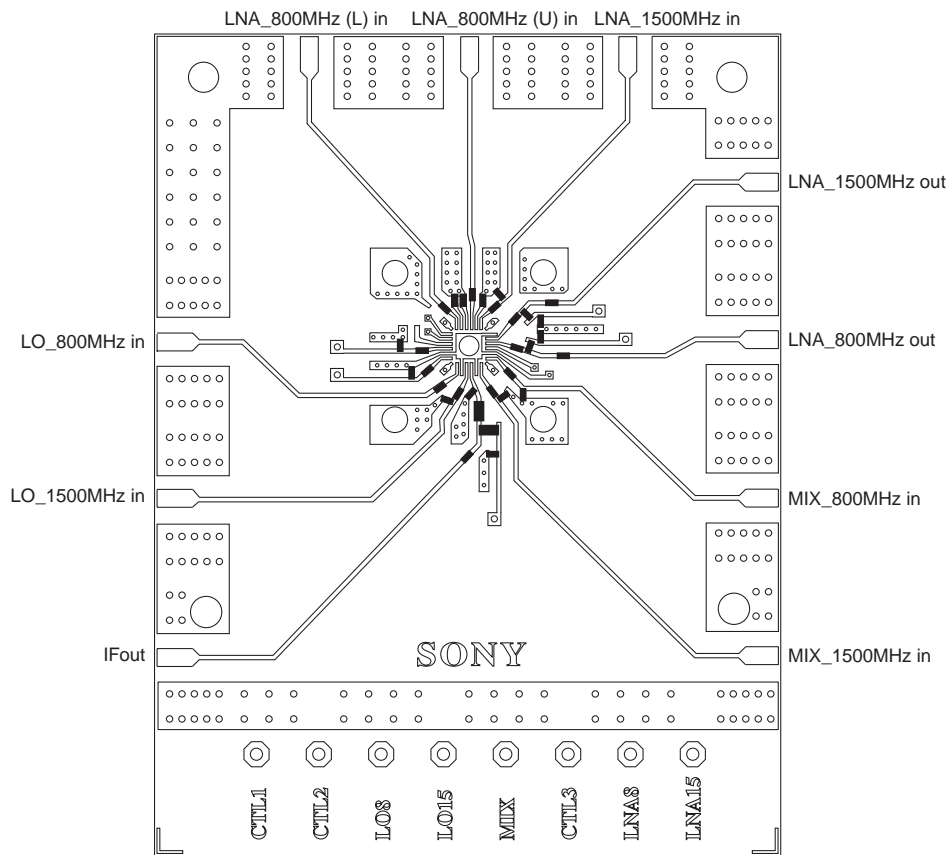 LNA_800MHz (L) in
LNA_800MHz (U) in
LNA_1500MHz in
LNA_1500MHz out
LO_800MHz in
LNA_800MHz out
LO_1500MHz in
MIX_800MHz in
IFout
SONY
MIX_1500MHz in
CTL1
CTL2
LO8
LO15
MIX
CTL3
LNA8
LNA15